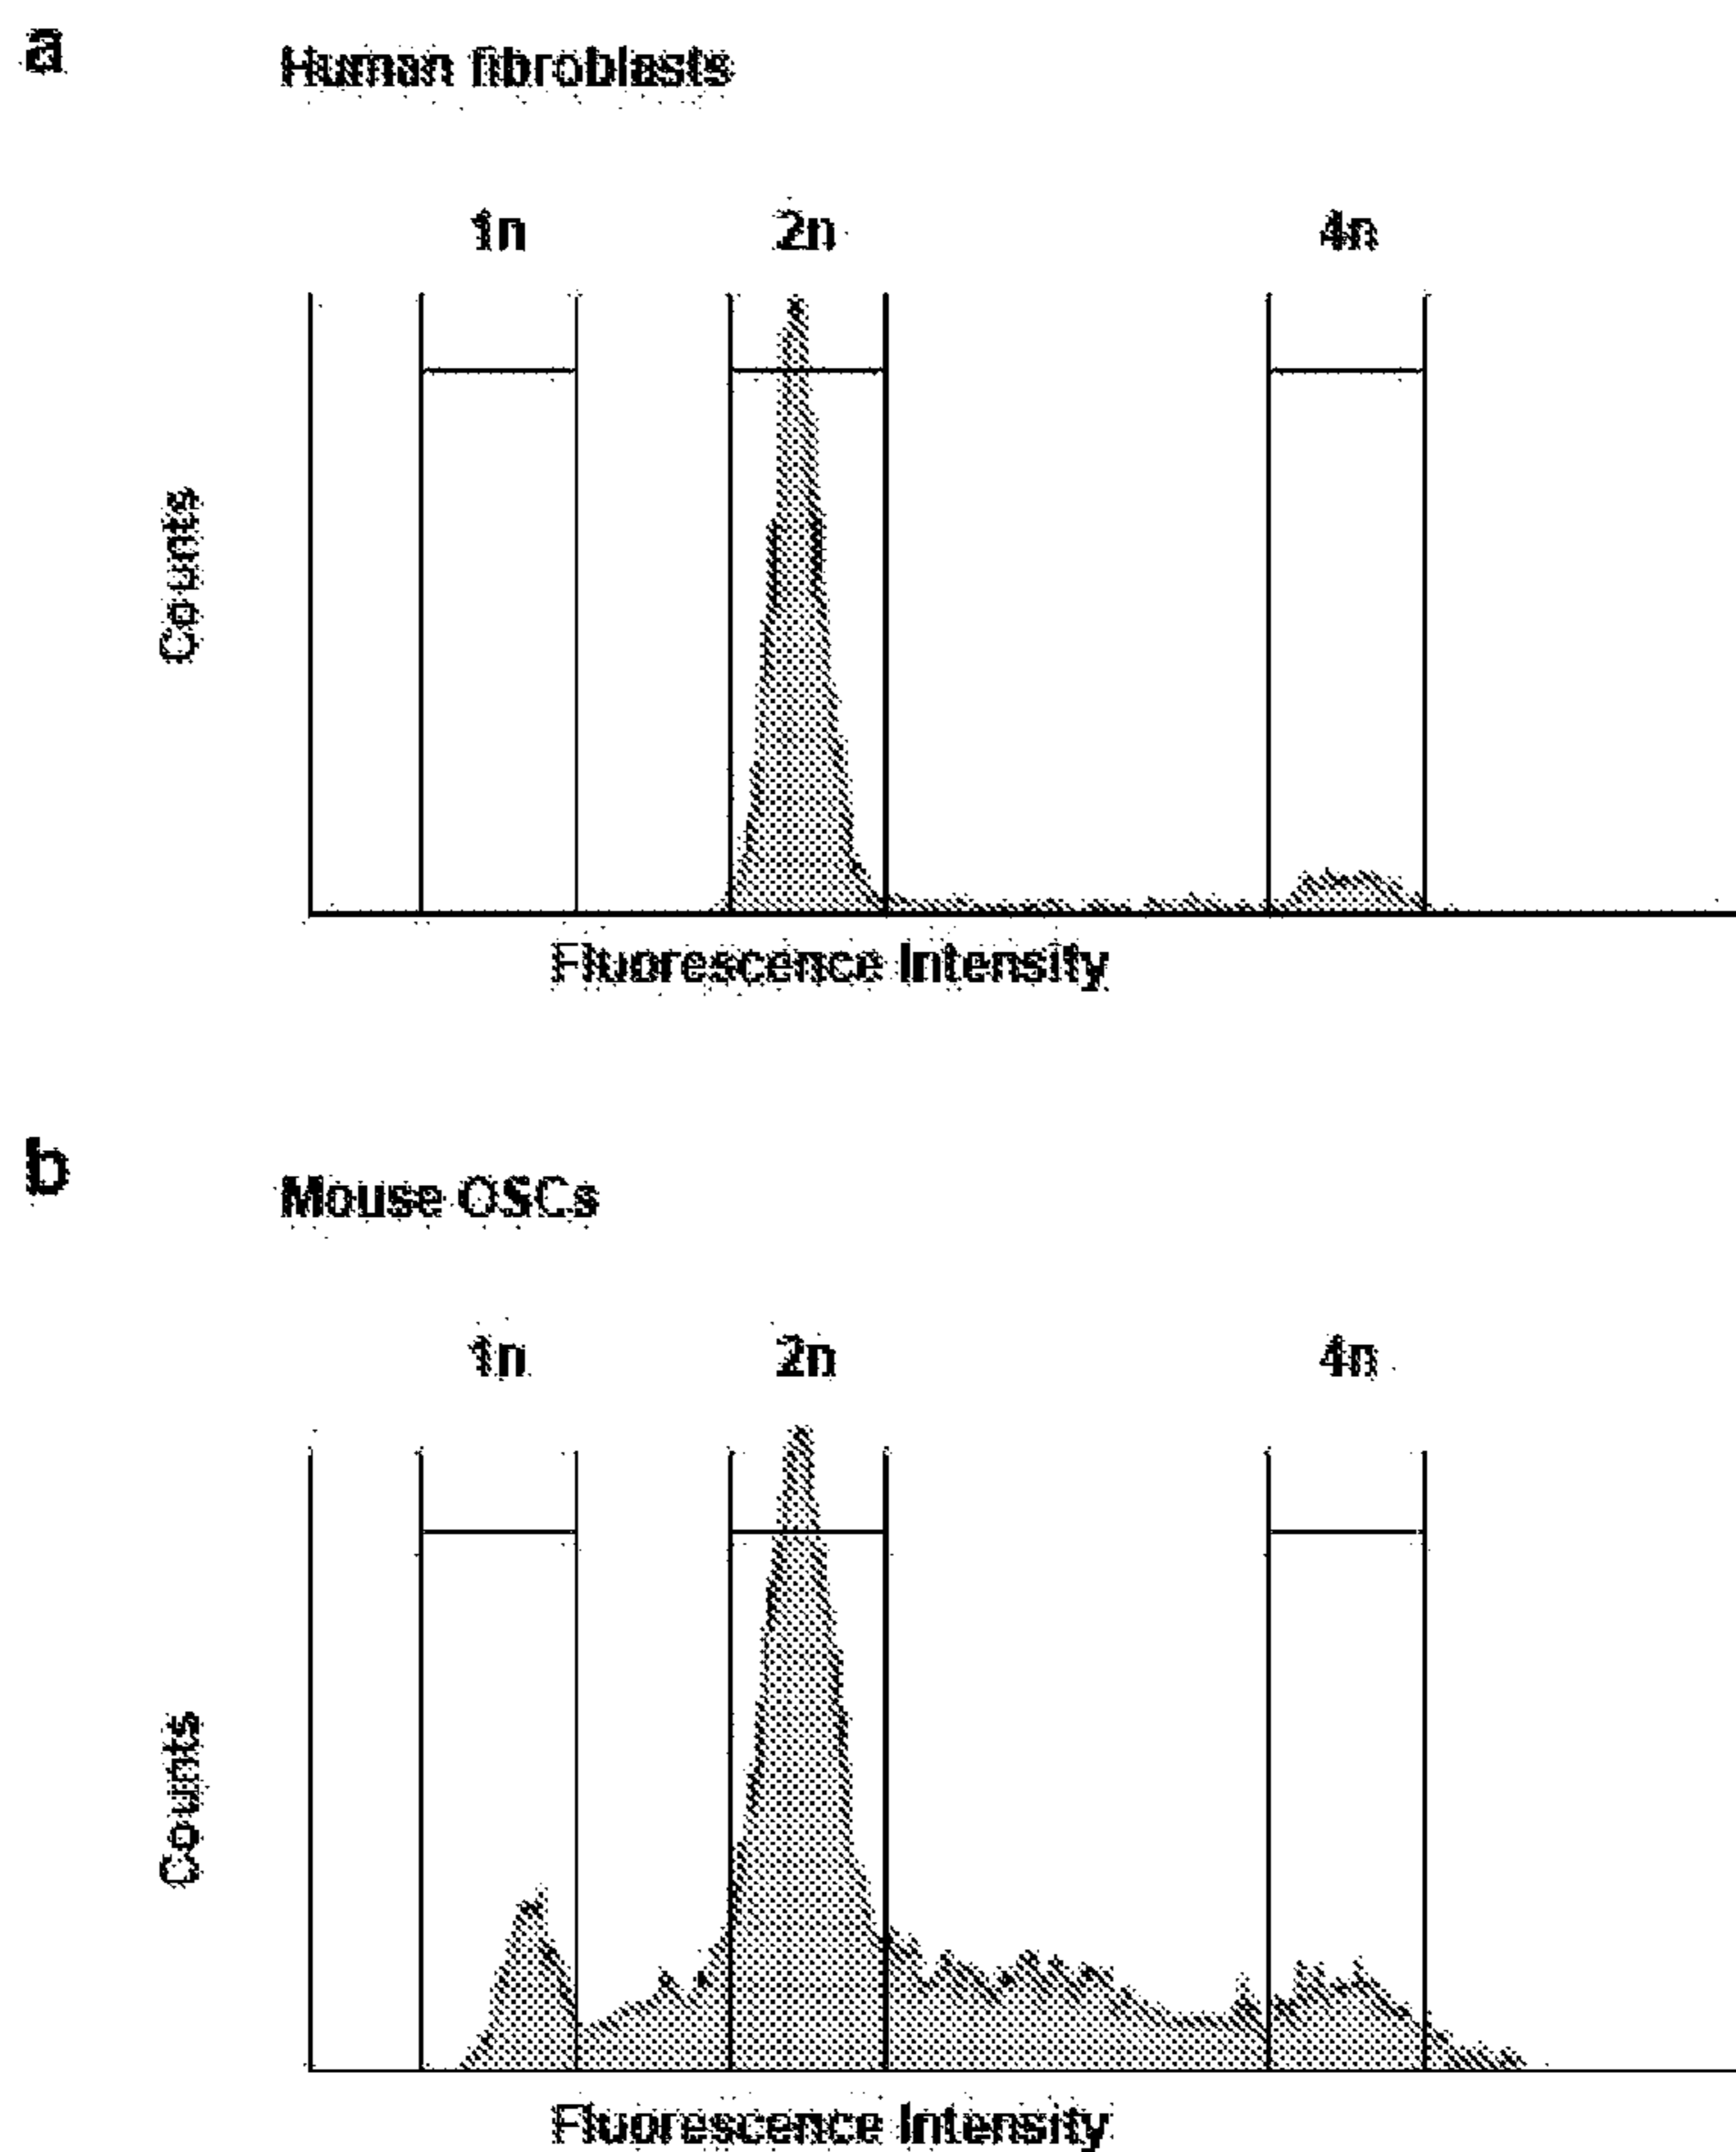 a
Human fibroblasts
1n 2n 4n
Counts
Fluorescence Intensity
b
Mouse OSCs
1n 2n 4n
Counts
Fluorescence Intensity